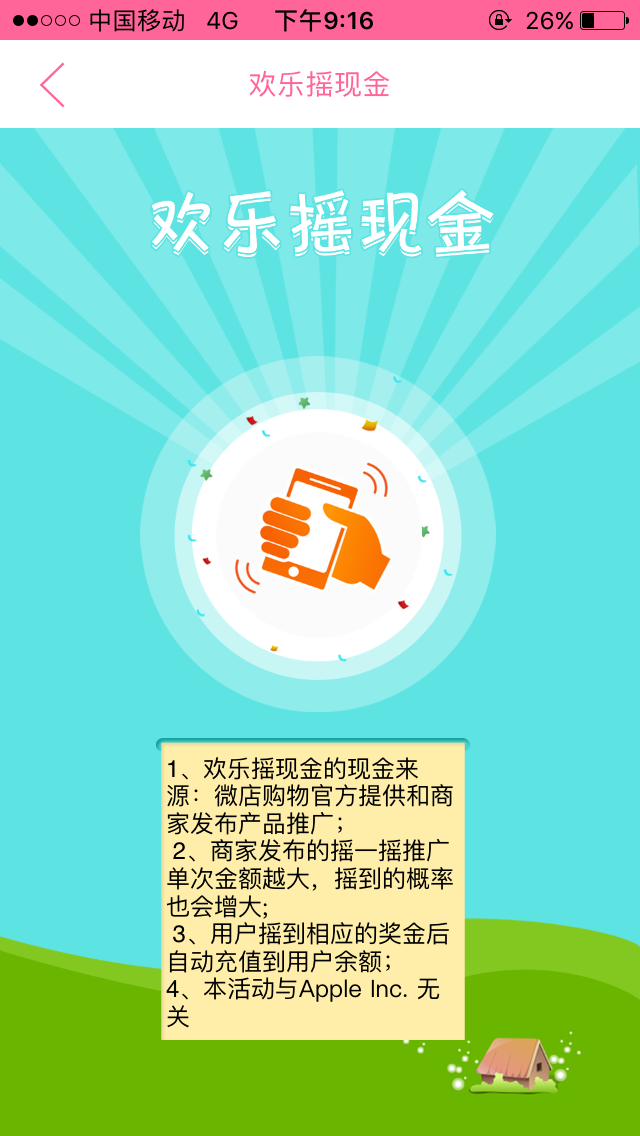 中国移动 4G 下午9:16 26%
欢乐摇现金
欢乐摇现金
1、欢乐摇现金的现金来
源：微店购物官方提供和商
家发布产品推广；
2、商家发布的摇一摇推广
单次金额越大，摇到的概率
也会增大;
3、用户摇到相应的奖金后
自动充值到用户余额；
4、本活动与Apple Inc. 无
关